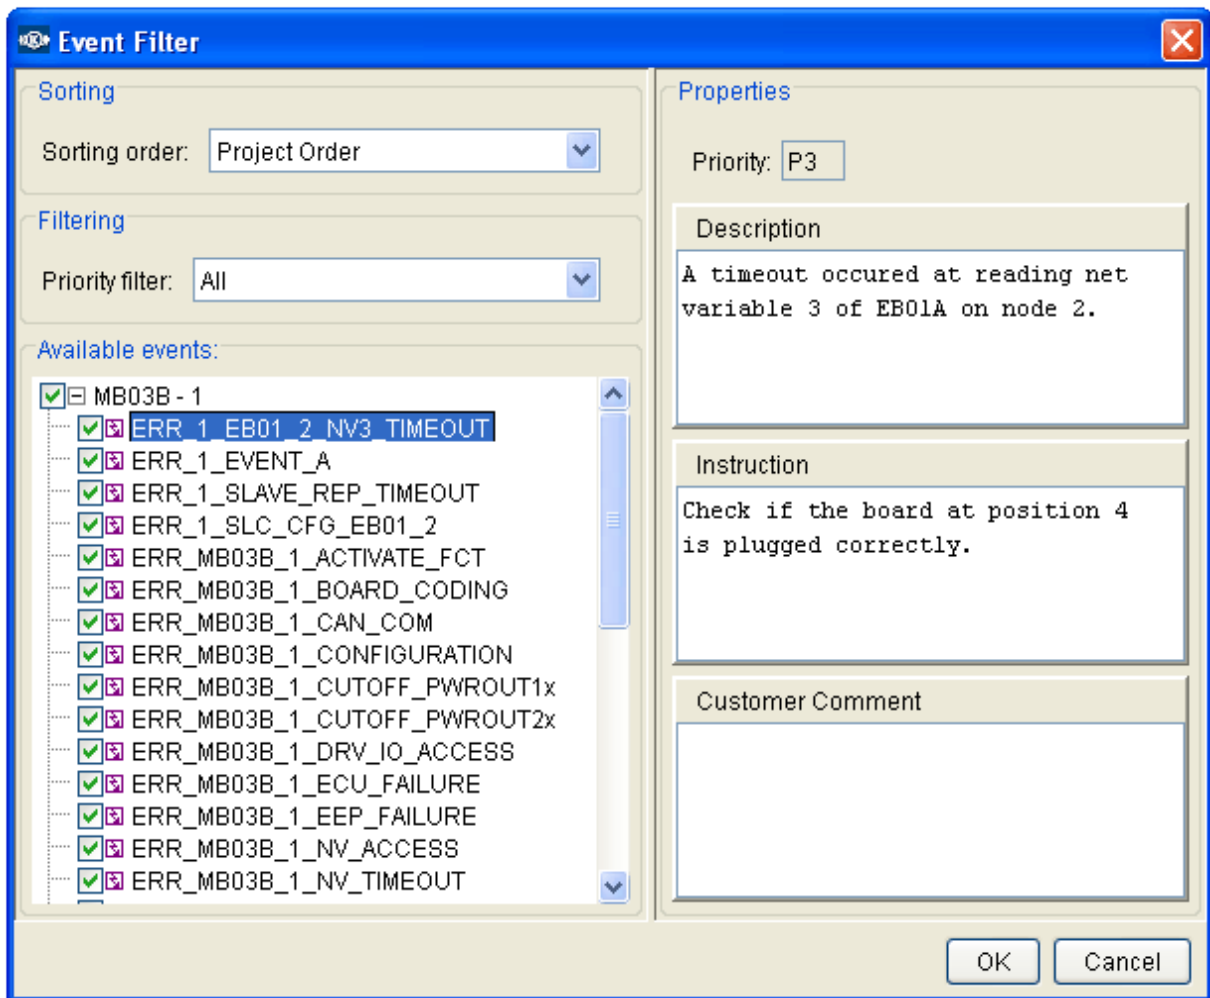 Event Filter
Sorting
Sorting order: Project Order
Filtering
Priority filter: All
Available events:
MB03B - 1
ERR_1_EB01_2_NV3_TIMEOUT
ERR_1_EVENT_A
ERR_1_SLAVE_REP_TIMEOUT
ERR_1_SLC_CFG_EB01_2
ERR_MB03B_1_ACTIVATE_FCT
ERR_MB03B_1_BOARD_CODING
ERR_MB03B_1_CAN_COM
ERR_MB03B_1_CONFIGURATION
ERR_MB03B_1_CUTOFF_PWROUT1x
ERR_MB03B_1_CUTOFF_PWROUT2x
ERR_MB03B_1_DRV_IO_ACCESS
ERR_MB03B_1_ECU_FAILURE
ERR_MB03B_1_EEP_FAILURE
ERR_MB03B_1_NV_ACCESS
ERR_MB03B_1_NV_TIMEOUT
Properties
Priority: P3
Description
A timeout occured at reading net
variable 3 of EB01A on node 2.
Instruction
Check if the board at position 4
is plugged correctly.
Customer Comment
OK
Cancel